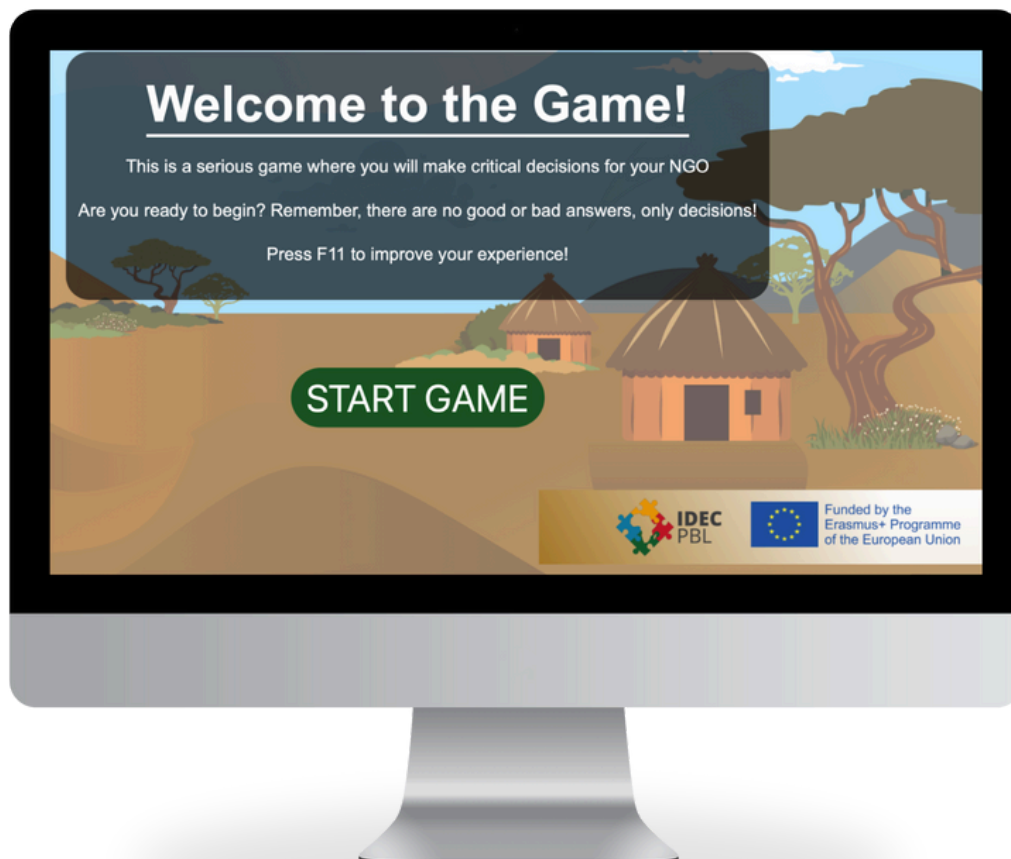 Welcome to the Game!
This is a serious game where you will make critical decisions for your NGO
Are you ready to begin? Remember, there are no good or bad answers, only decisions!
Press F11 to improve your experience!
START GAME
IDEC
PBL
Funded by the
Erasmus+ Programme
of the European Union